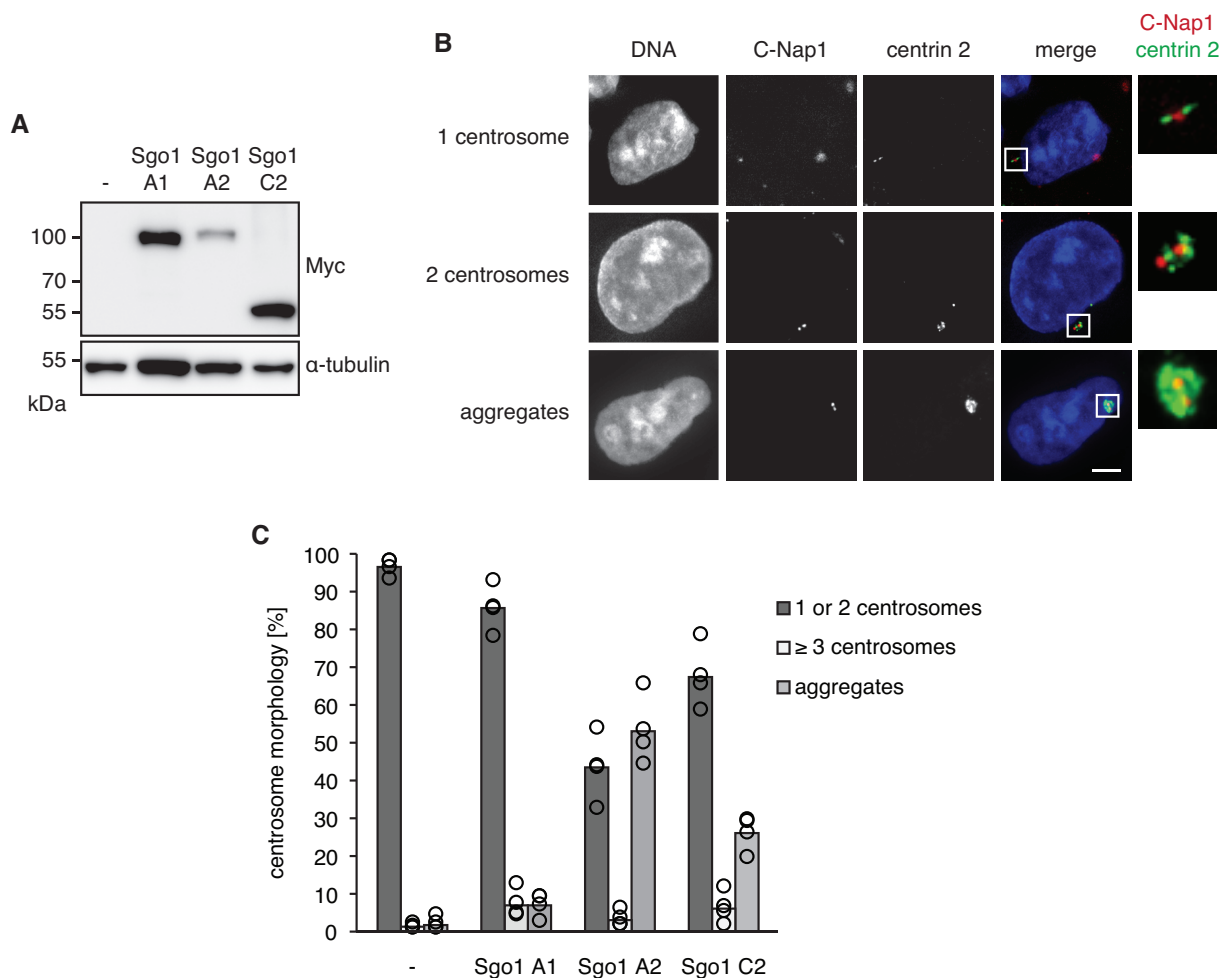 A
Sgo1 Sgo1 Sgo1
- A1 A2 C2
100
70
55
Myc
55
α-tubulin
kDa
B
DNA C-Nap1 centrin 2 merge C-Nap1
centrin 2
1 centrosome
2 centrosomes
aggregates
C
centrosome morphology [%]
100
90
80
70
60
50
40
30
20
10
0
- Sgo1 A1 Sgo1 A2 Sgo1 C2
1 or 2 centrosomes
≥ 3 centrosomes
aggregates